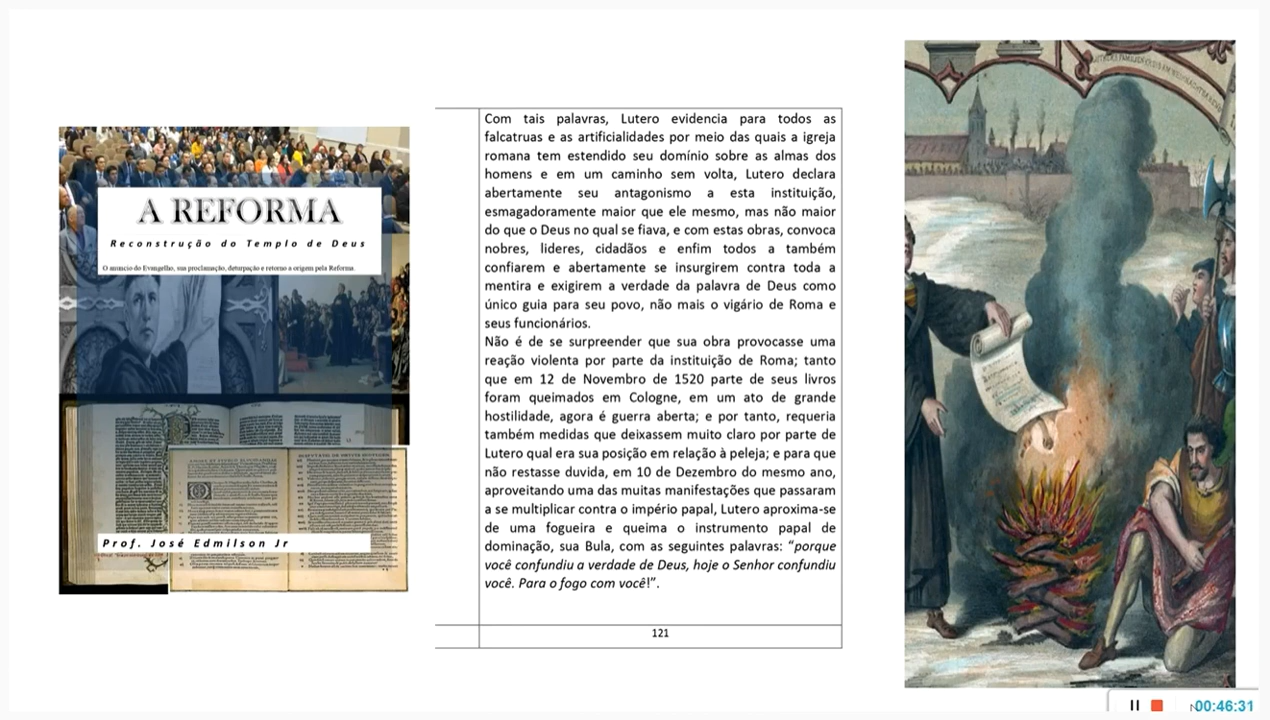 A REFORMA
Reconstrução do Templo de Deus
O anuncio do Evangelho, sua proclamação, deturpação e retorno a origem pela Reforma.
Prof. José Edmilson Jr
Com tais palavras, Lutero evidencia para todos as
falcatruas e as artificialidades por meio das quais a igreja
romana tem estendido seu domínio sobre as almas dos
homens e em um caminho sem volta, Lutero declara
abertamente seu antagonismo a esta instituição,
esmagadoramente maior que ele mesmo, mas não maior
do que o Deus no qual se fiava, e com estas obras, convoca
nobres, lideres, cidadãos e enfim todos a também
confiarem e abertamente se insurgirem contra toda a
mentira e exigirem a verdade da palavra de Deus como
único guia para seu povo, não mais o vigário de Roma e
seus funcionários.
Não é de se surpreender que sua obra provocasse uma
reação violenta por parte da instituição de Roma; tanto
que em 12 de Novembro de 1520 parte de seus livros
foram queimados em Cologne, em um ato de grande
hostilidade, agora é guerra aberta; e por tanto, requeria
também medidas que deixassem muito claro por parte de
Lutero qual era sua posição em relação à peleja; e para que
não restasse duvida, em 10 de Dezembro do mesmo ano,
aproveitando uma das muitas manifestações que passaram
a se multiplicar contra o império papal, Lutero aproxima-se
de uma fogueira e queima o instrumento papal de
dominação, sua Bula, com as seguintes palavras: “porque
você confundiu a verdade de Deus, hoje o Senhor confundiu
você. Para o fogo com você!”.
121
00:46:31